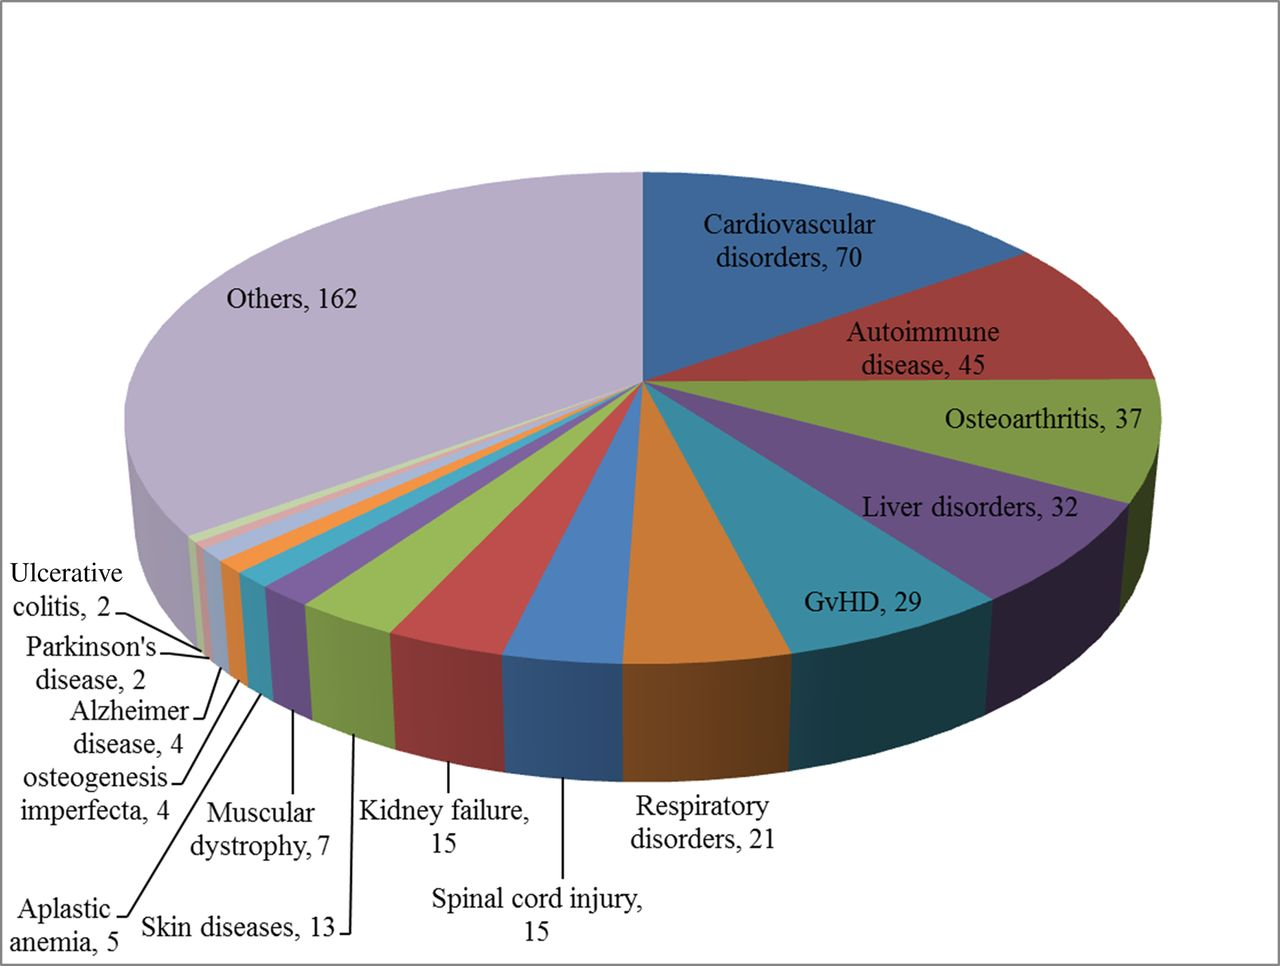 Cardiovascular
disorders, 70
Autoimmune
disease, 45
Osteoarthritis, 37
Liver disorders, 32
GvHD, 29
Respiratory
disorders, 21
Spinal cord injury,
15
Kidney failure,
15
Skin diseases, 13
Muscular
dystrophy, 7
Aplastic
anemia, 5
osteogenesis
imperfecta, 4
Alzheimer
disease, 4
Parkinson's
disease, 2
Ulcerative
colitis, 2
Others, 162